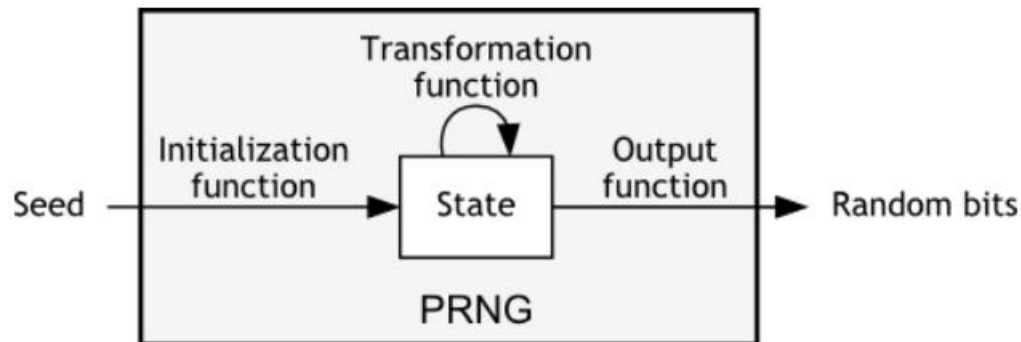 Transformation
function
Initialization
function
Output
function
Seed
State
Random bits
PRNG